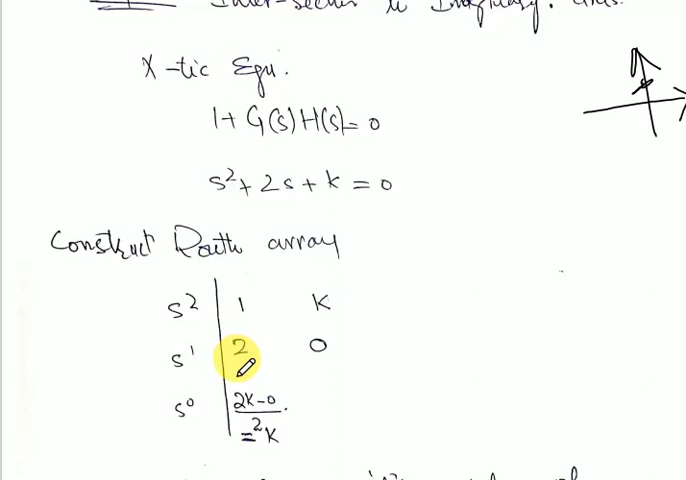 X-tic Equ.
1+ G(s)H(s)=0
s²+ 2s + k = 0
Construct Routh array
s² | 1 K
s¹ | 2 0
s⁰ | (2K-0)/2
= K